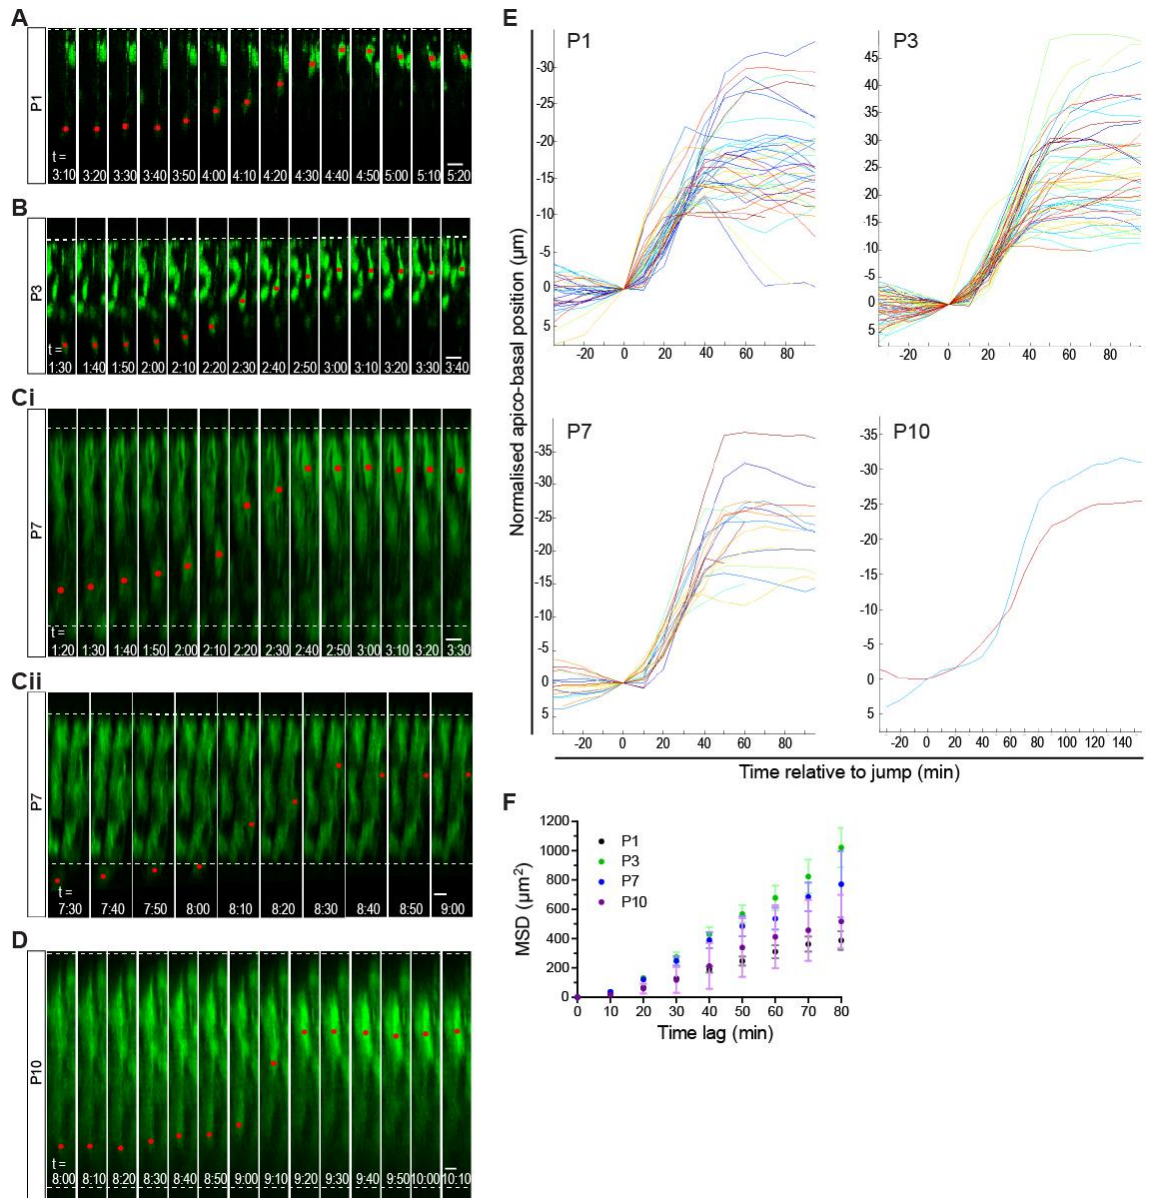 A
P1
t =
3:10 3:20 3:30 3:40 3:50 4:00 4:10 4:20 4:30 4:40 4:50 5:00 5:10 5:20
B
P3
t =
1:30 1:40 1:50 2:00 2:10 2:20 2:30 2:40 2:50 3:00 3:10 3:20 3:30 3:40
Ci
P7
t =
1:20 1:30 1:40 1:50 2:00 2:10 2:20 2:30 2:40 2:50 3:00 3:10 3:20 3:30
Cii
P7
t =
7:30 7:40 7:50 8:00 8:10 8:20 8:30 8:40 8:50 9:00
D
P10
t =
8:00 8:10 8:20 8:30 8:40 8:50 9:00 9:10 9:20 9:30 9:40 9:50 10:00 10:10
E
Normalised apico-basal position (µm)
P1
-30
-20
-15
-10
-5
0
5
-20 0 20 40 60 80
P3
45
40
35
30
25
20
15
10
-5
0
5
-20 0 20 40 60 80
P7
-35
-30
-25
-20
-15
-10
-5
0
5
-20 0 20 40 60 80
P10
-35
-30
-25
-20
-15
-10
-5
0
5
-20 0 20 40 60 80 100 120 140
Time relative to jump (min)
F
MSD (µm²)
1200
1000
800
600
400
200
0
P1
P3
P7
P10
0 10 20 30 40 50 60 70 80
Time lag (min)